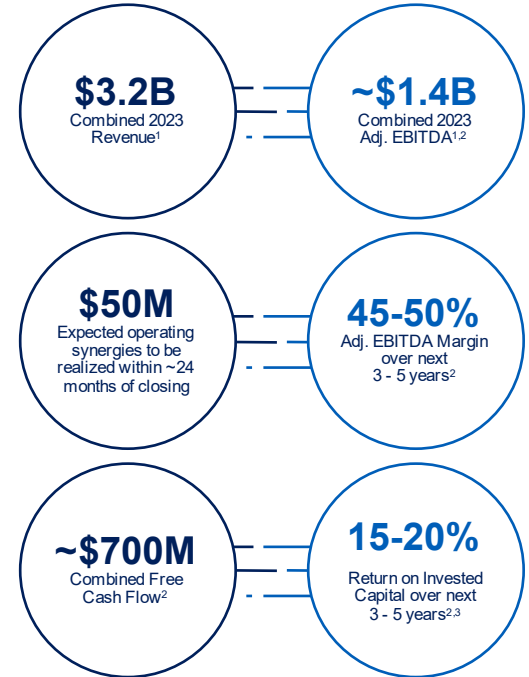 $3.2B
Combined 2023
Revenue¹
~$1.4B
Combined 2023
Adj. EBITDA¹,²
$50M
Expected operating
synergies to be
realized within ~24
months of closing
45-50%
Adj. EBITDA Margin
over next
3 - 5 years²
~$700M
Combined Free
Cash Flow²
15-20%
Return on Invested
Capital over next
3 - 5 years²,³